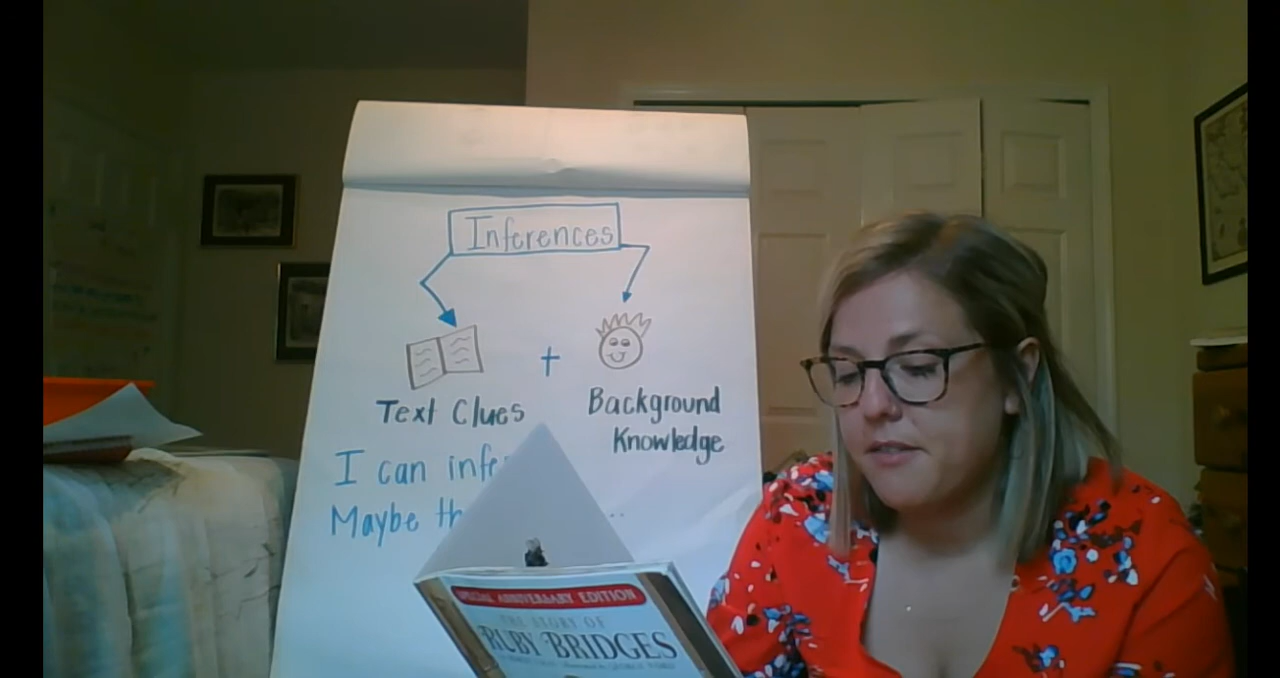 Inferences
Text Clues
+
Background
Knowledge
I can infe
Maybe th ...
SPECIAL ANNIVERSARY EDITION
THE STORY OF
RUBY BRIDGES